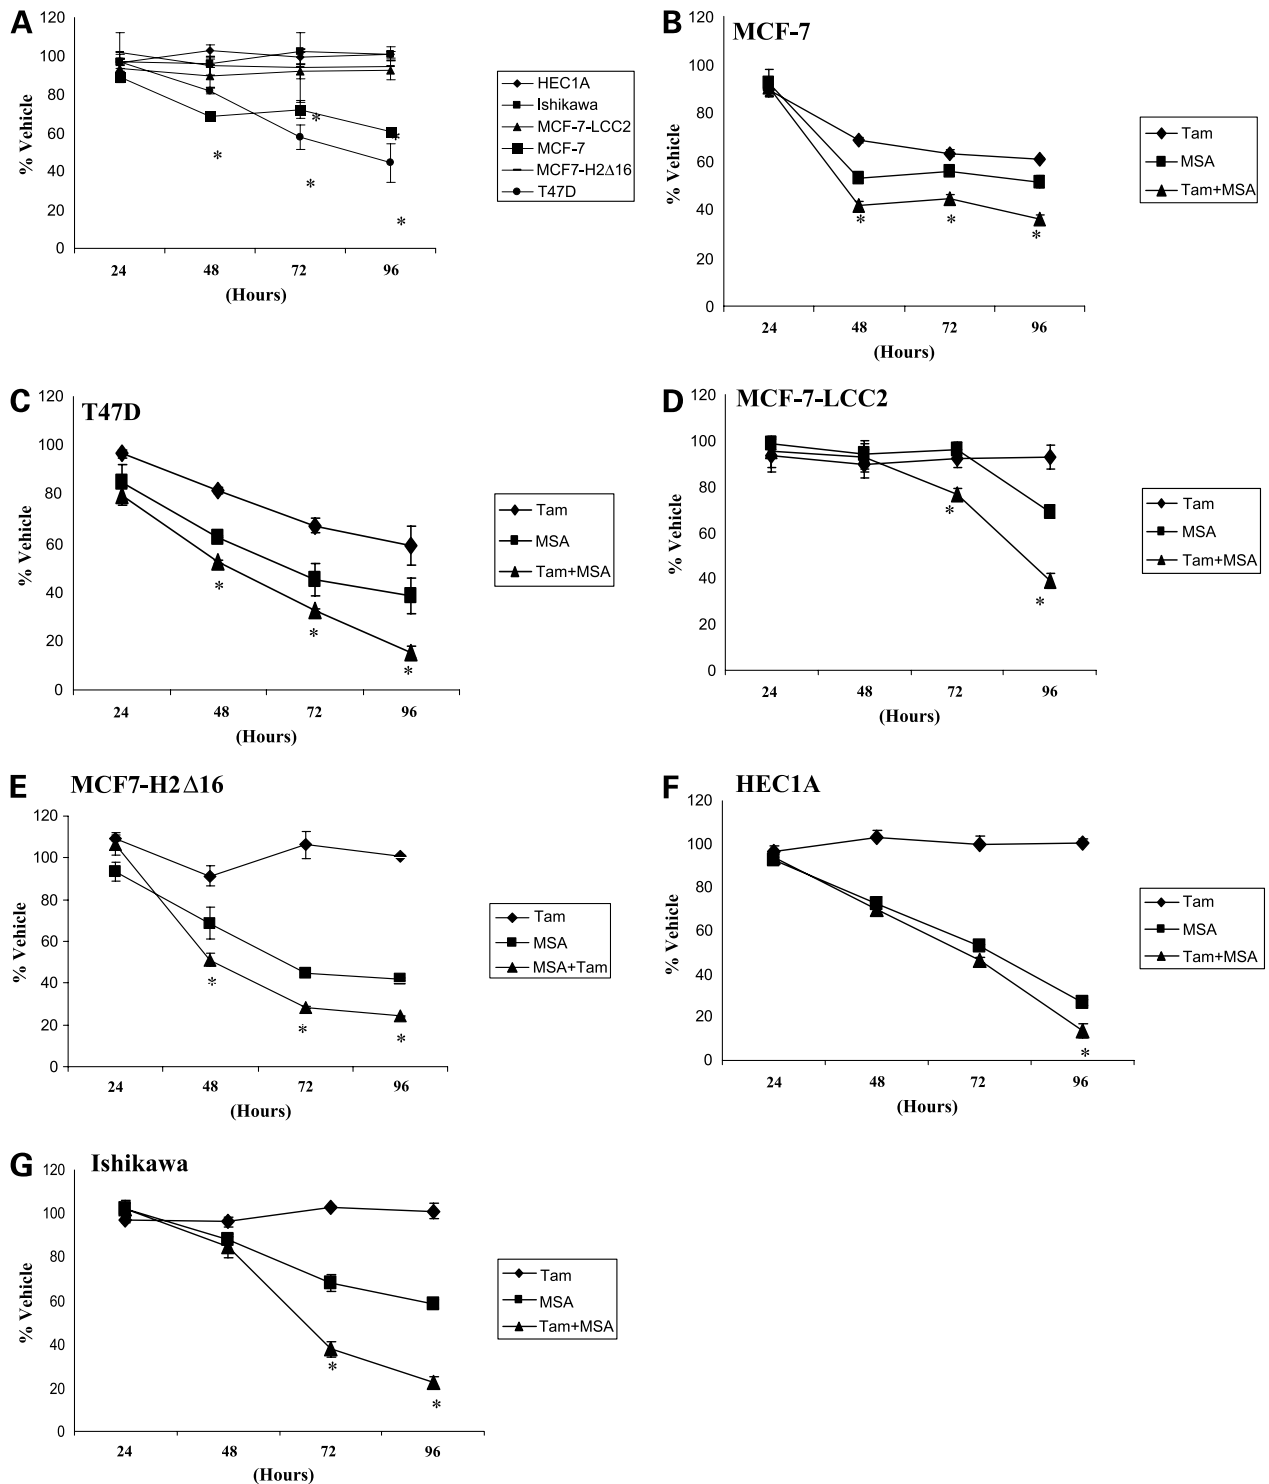 A
120
100
80
60
40
20
0
% Vehicle
24 48 72 96
(Hours)
HEC1A
Ishikawa
MCF-7-LCC2
MCF-7
MCF7-H2Δ16
T47D
* * * * *
B
MCF-7
120
100
80
60
40
20
0
% Vehicle
24 48 72 96
(Hours)
Tam
MSA
Tam+MSA
* * *
C
T47D
120
100
80
60
40
20
0
% Vehicle
24 48 72 96
(Hours)
Tam
MSA
Tam+MSA
* * *
D
MCF-7-LCC2
120
100
80
60
40
20
0
% Vehicle
24 48 72 96
(Hours)
Tam
MSA
Tam+MSA
* *
E
MCF7-H2Δ16
120
100
80
60
40
20
0
% Vehicle
24 48 72 96
(Hours)
Tam
MSA
MSA+Tam
* * *
F
HEC1A
120
100
80
60
40
20
0
% Vehicle
24 48 72 96
(Hours)
Tam
MSA
Tam+MSA
*
G
Ishikawa
120
100
80
60
40
20
0
% Vehicle
24 48 72 96
(Hours)
Tam
MSA
Tam+MSA
* *